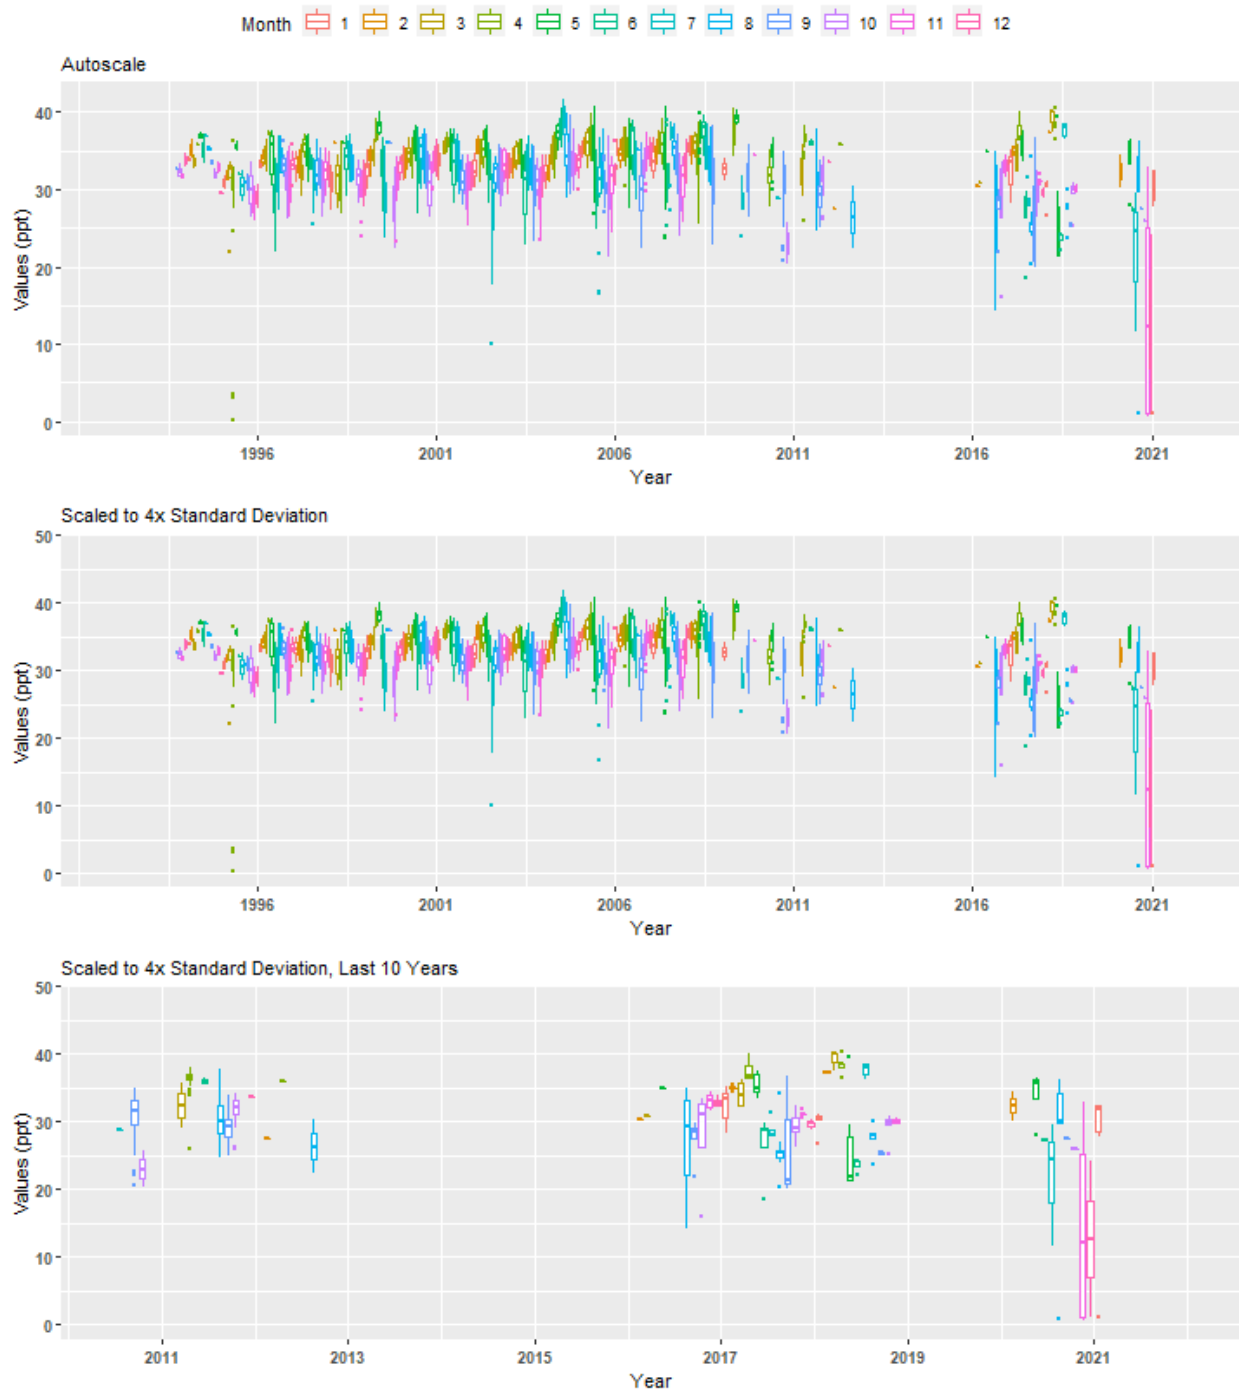 Month 1 2 3 4 5 6 7 8 9 10 11 12
Autoscale
40
30
20
10
0
Values (ppt)
1996 2001 2006 2011 2016 2021
Year
Scaled to 4x Standard Deviation
50
40
30
20
10
0
Values (ppt)
1996 2001 2006 2011 2016 2021
Year
Scaled to 4x Standard Deviation, Last 10 Years
50
40
30
20
10
0
Values (ppt)
2011 2013 2015 2017 2019 2021
Year